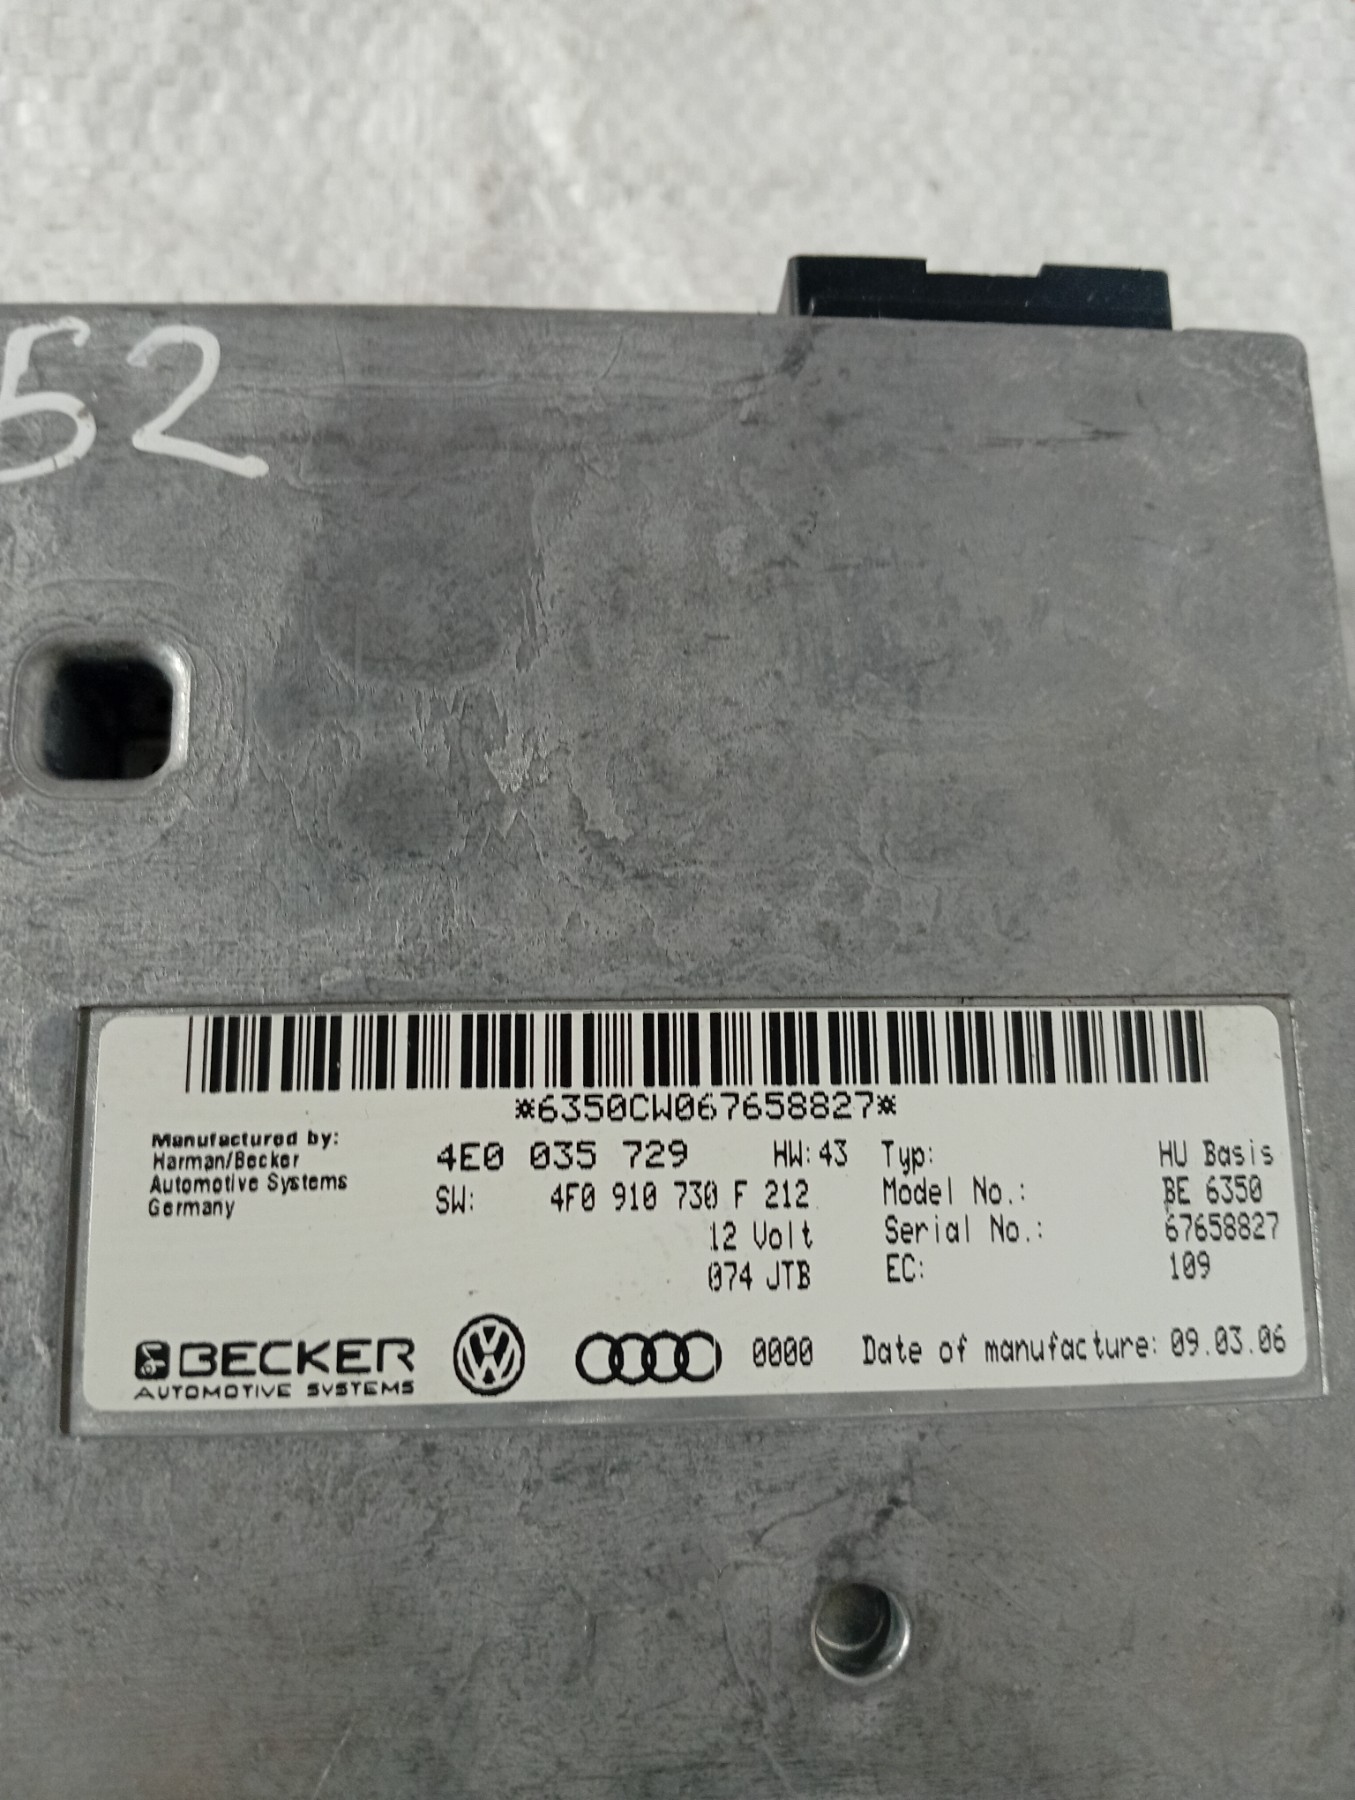 52
*6350CW067658827*
Manufactured by:
Harman/Becker
Automotive Systems
Germany
4E0 035 729 HW: 43
SW: 4F0 910 730 F 212
12 Volt
074 JTB
Typ: HU Basis
Model No.: BE 6350
Serial No.: 67658827
EC: 109
BECKER
AUTOMOTIVE SYSTEMS
VW
0000 Date of manufacture: 09.03.06